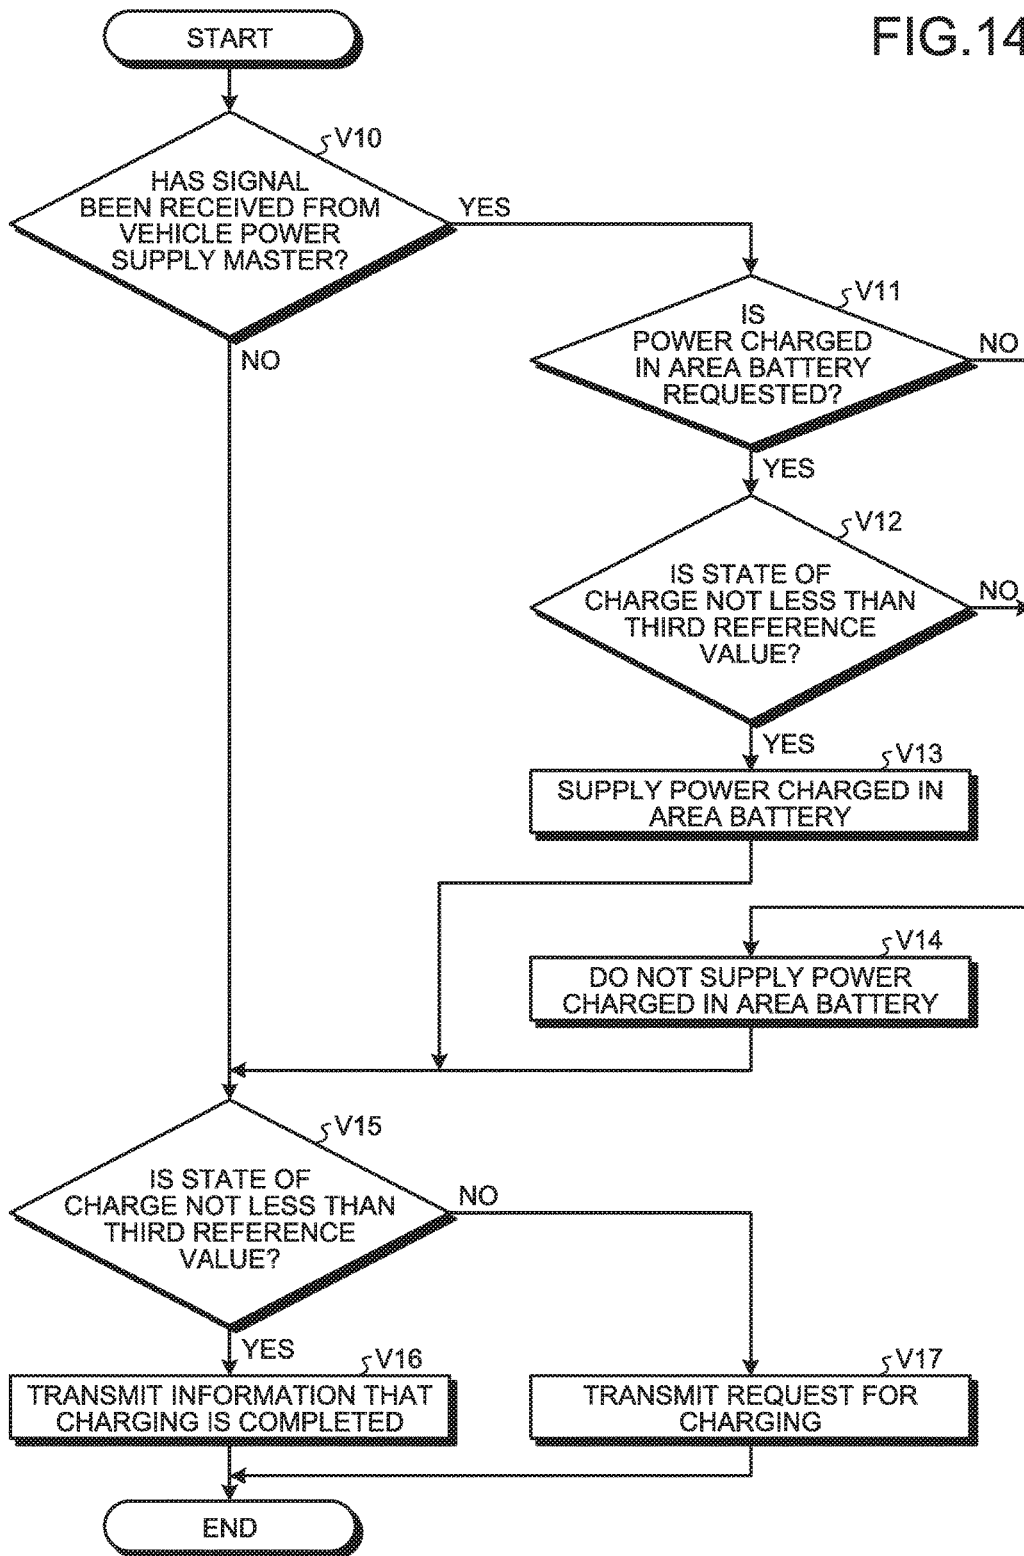 FIG.14
START
V10
HAS SIGNAL
BEEN RECEIVED FROM
VEHICLE POWER
SUPPLY MASTER?
YES
NO
V11
IS
POWER CHARGED
IN AREA BATTERY
REQUESTED?
NO
YES
V12
IS STATE OF
CHARGE NOT LESS THAN
THIRD REFERENCE
VALUE?
NO
YES
V13
SUPPLY POWER CHARGED IN
AREA BATTERY
V14
DO NOT SUPPLY POWER
CHARGED IN AREA BATTERY
V15
IS STATE OF
CHARGE NOT LESS THAN
THIRD REFERENCE
VALUE?
NO
YES
V16
TRANSMIT INFORMATION THAT
CHARGING IS COMPLETED
V17
TRANSMIT REQUEST FOR
CHARGING
END